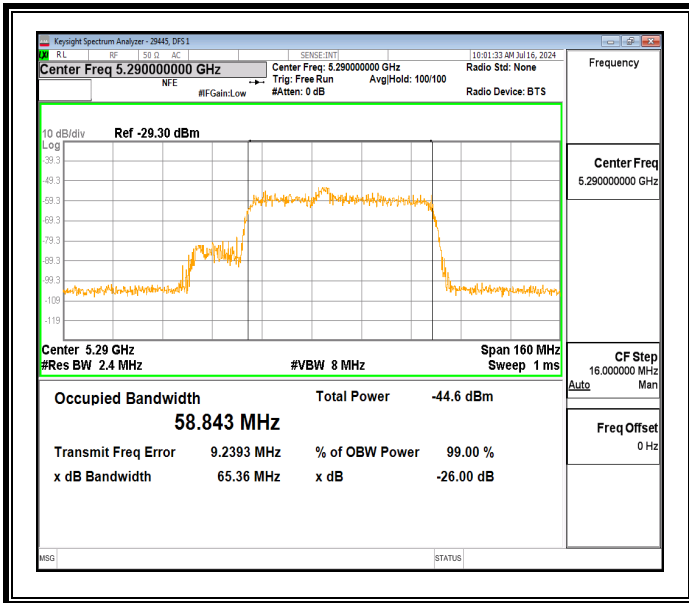 Keysight Spectrum Analyzer - 29445, DFS 1
RL RF 50 Ω AC SENSE:INT 10:01:33 AM Jul 16, 2024
Center Freq 5.290000000 GHz
NFE
#IFGain:Low
Center Freq: 5.290000000 GHz
Trig: Free Run Avg|Hold: 100/100
#Atten: 0 dB
Radio Std: None
Radio Device: BTS
10 dB/div Ref -29.30 dBm
Log
-39.3
-49.3
-59.3
-69.3
-79.3
-89.3
-99.3
-109
-119
Center 5.29 GHz Span 160 MHz
#Res BW 2.4 MHz #VBW 8 MHz Sweep 1 ms
Occupied Bandwidth Total Power -44.6 dBm
58.843 MHz
Transmit Freq Error 9.2393 MHz % of OBW Power 99.00 %
x dB Bandwidth 65.36 MHz x dB -26.00 dB
MSG STATUS
Frequency
Center Freq
5.290000000 GHz
CF Step
16.000000 MHz
Auto Man
Freq Offset
0 Hz